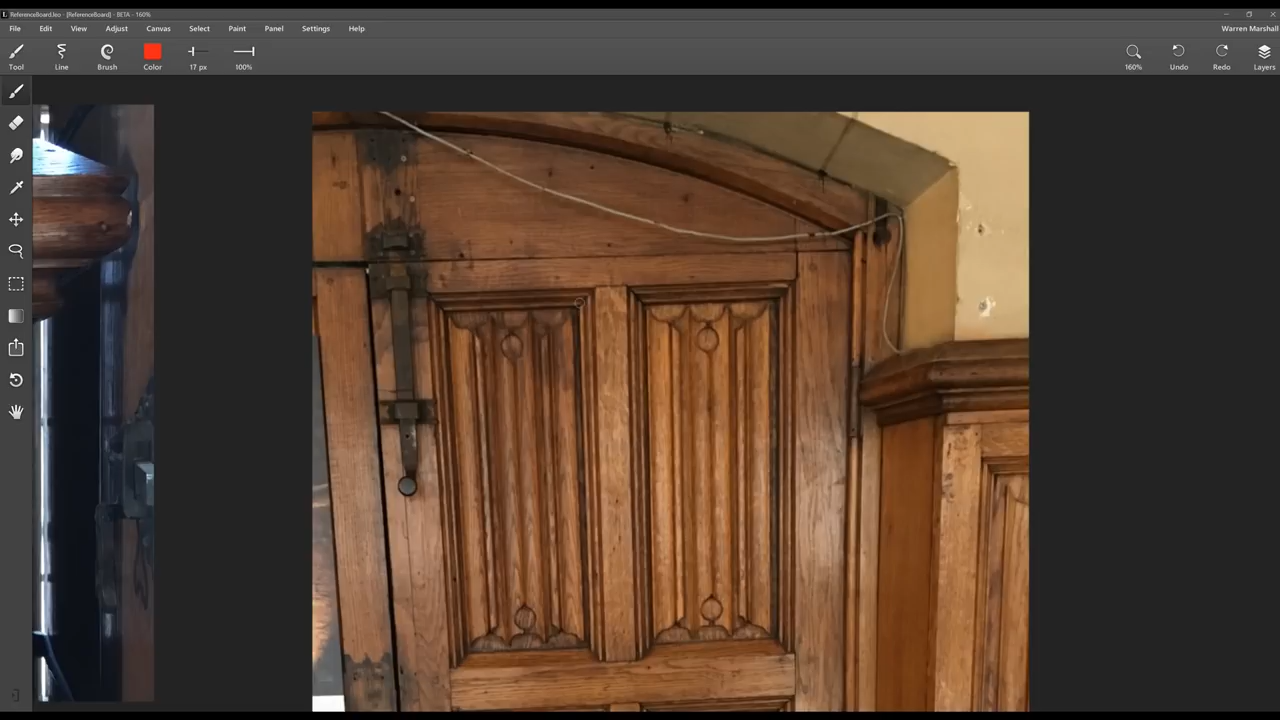 L ReferenceBoard.leo - [ReferenceBoard] - BETA - 160%
File Edit View Adjust Canvas Select Paint Panel Settings Help
Warren Marshall
Tool Line Brush Color 17 px 100% 160% Undo Redo Layers